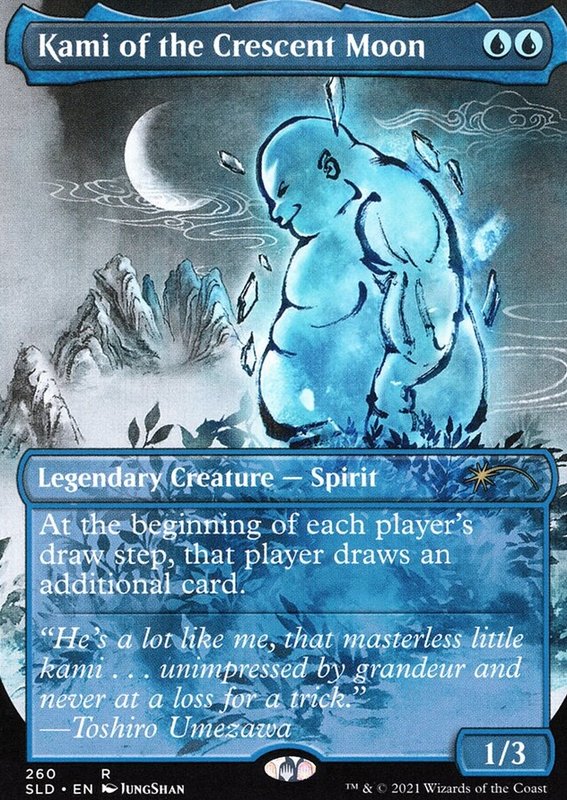 Kami of the Crescent Moon
Legendary Creature — Spirit
At the beginning of each player's
draw step, that player draws an
additional card.
“He's a lot like me, that masterless little
kami . . . unimpressed by grandeur and
never at a loss for a trick.”
—Toshiro Umezawa
1/3
260 R
SLD • EN JungShan
™ & © 2021 Wizards of the Coast